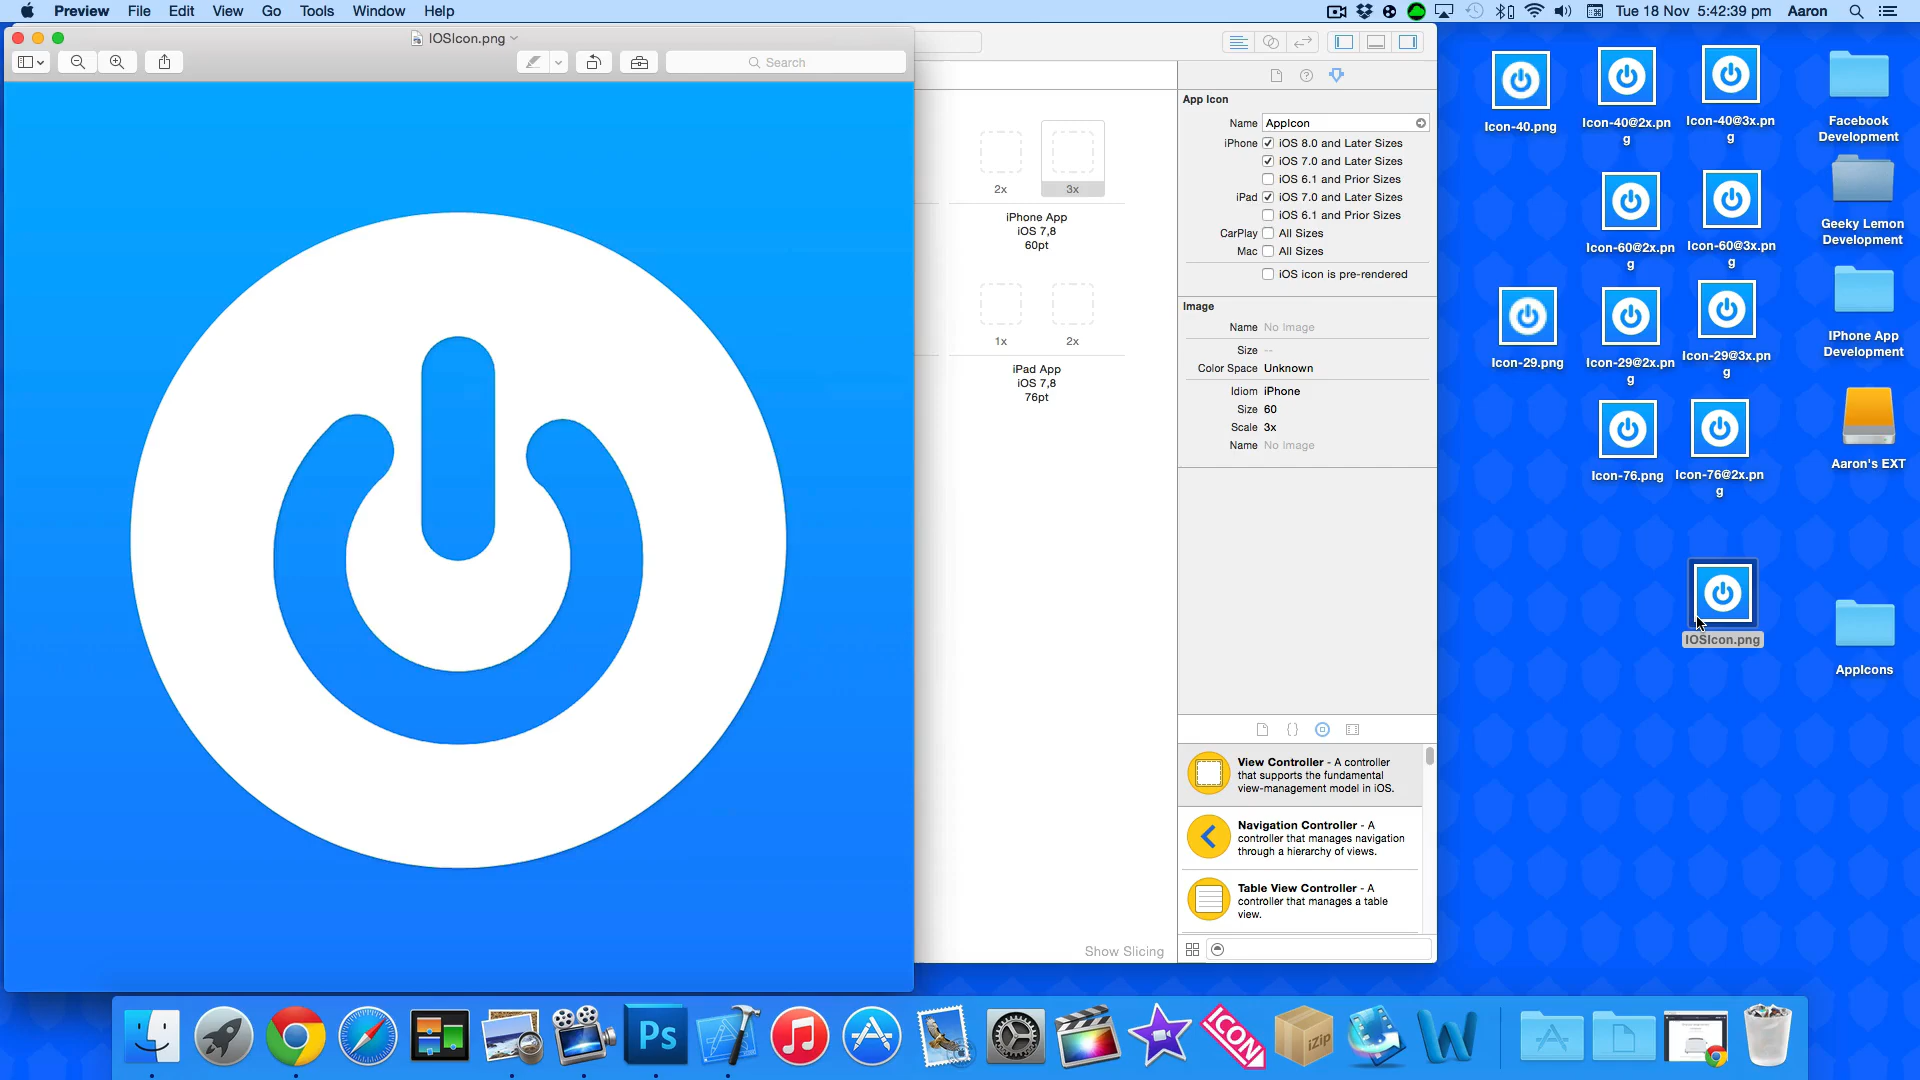 Preview File Edit View Go Tools Window Help
Tue 18 Nov 5:42:39 pm Aaron
IOSIcon.png
Search
App Icon
Name AppIcon
iPhone iOS 8.0 and Later Sizes
iOS 7.0 and Later Sizes
iOS 6.1 and Prior Sizes
iPad iOS 7.0 and Later Sizes
iOS 6.1 and Prior Sizes
CarPlay All Sizes
Mac All Sizes
iOS icon is pre-rendered
2x 3x
iPhone App
iOS 7,8
60pt
1x 2x
iPad App
iOS 7,8
76pt
Image
Name No Image
Size --
Color Space Unknown
Idiom iPhone
Size 60
Scale 3x
Name No Image
View Controller - A controller
that supports the fundamental
view-management model in iOS.
Navigation Controller - A
controller that manages navigation
through a hierarchy of views.
Table View Controller - A
controller that manages a table
view.
Show Slicing
Icon-40.png
Icon-40@2x.pn
g
Icon-40@3x.pn
g
Facebook
Development
Icon-60@2x.pn
g
Icon-60@3x.pn
g
Geeky Lemon
Development
Icon-29.png
Icon-29@2x.pn
g
Icon-29@3x.pn
g
IPhone App
Development
Icon-76.png
Icon-76@2x.pn
g
Aaron's EXT
IOSIcon.png
AppIcons
Ps
ICON
iZip
W